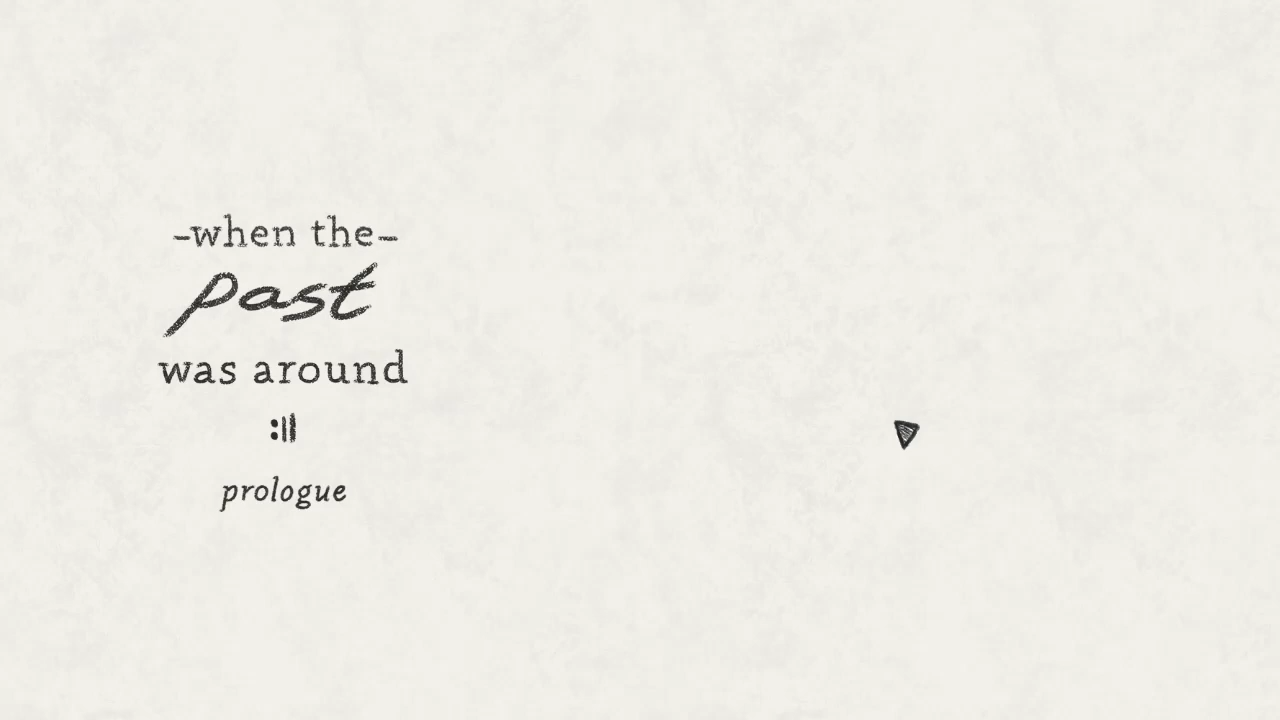 -when the-
past
was around
prologue